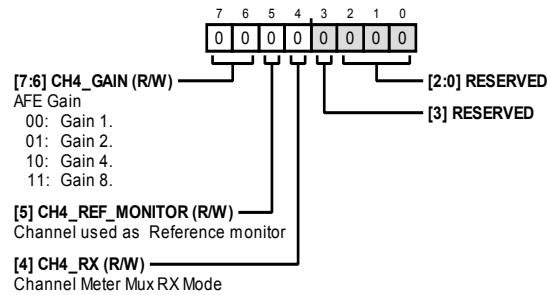 7 6 5 4 3 2 1 0
0 0 0 0 0 0 0 0
[7:6] CH4_GAIN (R/W)
AFE Gain
00: Gain 1.
01: Gain 2.
10: Gain 4.
11: Gain 8.
[5] CH4_REF_MONITOR (R/W)
Channel used as Reference monitor
[4] CH4_RX (R/W)
Channel Meter Mux RX Mode
[2:0] RESERVED
[3] RESERVED